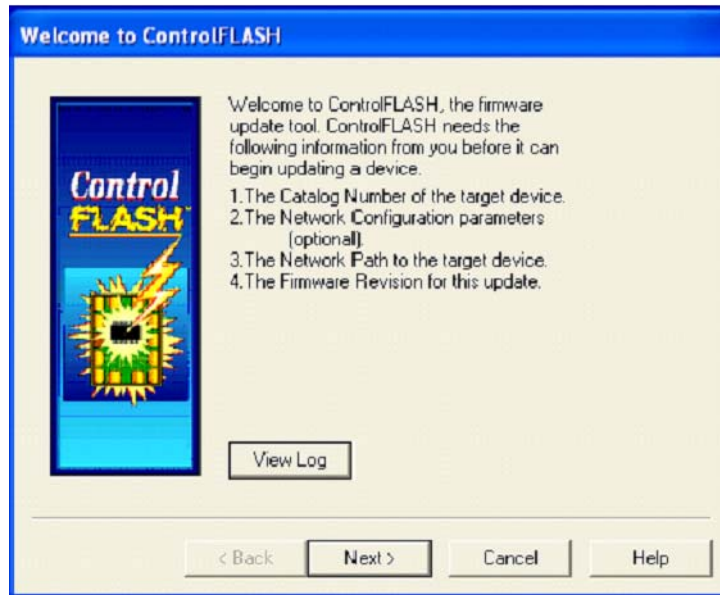 Welcome to ControlFLASH
Control
FLASH
Welcome to ControlFLASH, the firmware
update tool. ControlFLASH needs the
following information from you before it can
begin updating a device.
1.The Catalog Number of the target device.
2.The Network Configuration parameters
(optional).
3.The Network Path to the target device.
4.The Firmware Revision for this update.
View Log
< Back
Next >
Cancel
Help